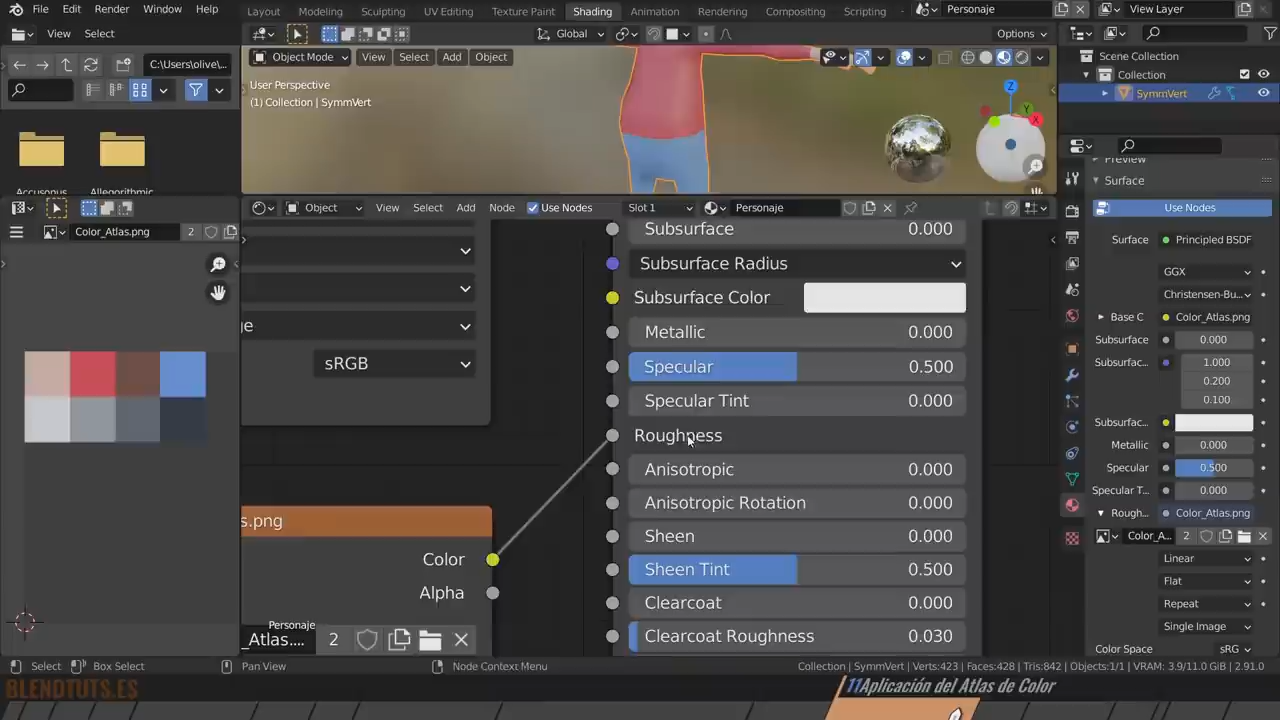 File Edit Render Window Help Layout Modeling Sculpting UV Editing Texture Paint Shading Animation Rendering Compositing Scripting Personaje View Layer
View Select Global Options Scene Collection
C:\Users\olive\... Object Mode View Select Add Object Collection
User Perspective SymmVert
(1) Collection | SymmVert
Z
Y
X
Accusonus Allegorithmic
Preview
Surface
Object View Select Add Node Use Nodes Slot 1 Personaje Use Nodes
Color_Atlas.png 2
Subsurface 0.000
Subsurface Radius
Subsurface Color
Metallic 0.000
Specular 0.500
Specular Tint 0.000
Roughness
Anisotropic 0.000
Anisotropic Rotation 0.000
Sheen 0.000
Sheen Tint 0.500
Clearcoat 0.000
Clearcoat Roughness 0.030
ge
sRGB
s.png
Color
Alpha
Personaje
_Atlas.... 2
Surface Principled BSDF
GGX
Christensen-Bu...
Base C Color_Atlas.png
Subsurface 0.000
Subsurfac... 1.000
0.200
0.100
Subsurfac...
Metallic 0.000
Specular 0.500
Specular T... 0.000
Rough... Color_Atlas.png
Color_A... 2
Linear
Flat
Repeat
Single Image
Color Space sRG
Select Box Select Pan View Node Context Menu Collection | SymmVert | Verts:423 | Faces:428 | Tris:842 | Objects:1/1 | VRAM: 3.9/11.0 GiB | 2.91.0
BLENDTUTS.ES
11Aplicación del Atlas de Color